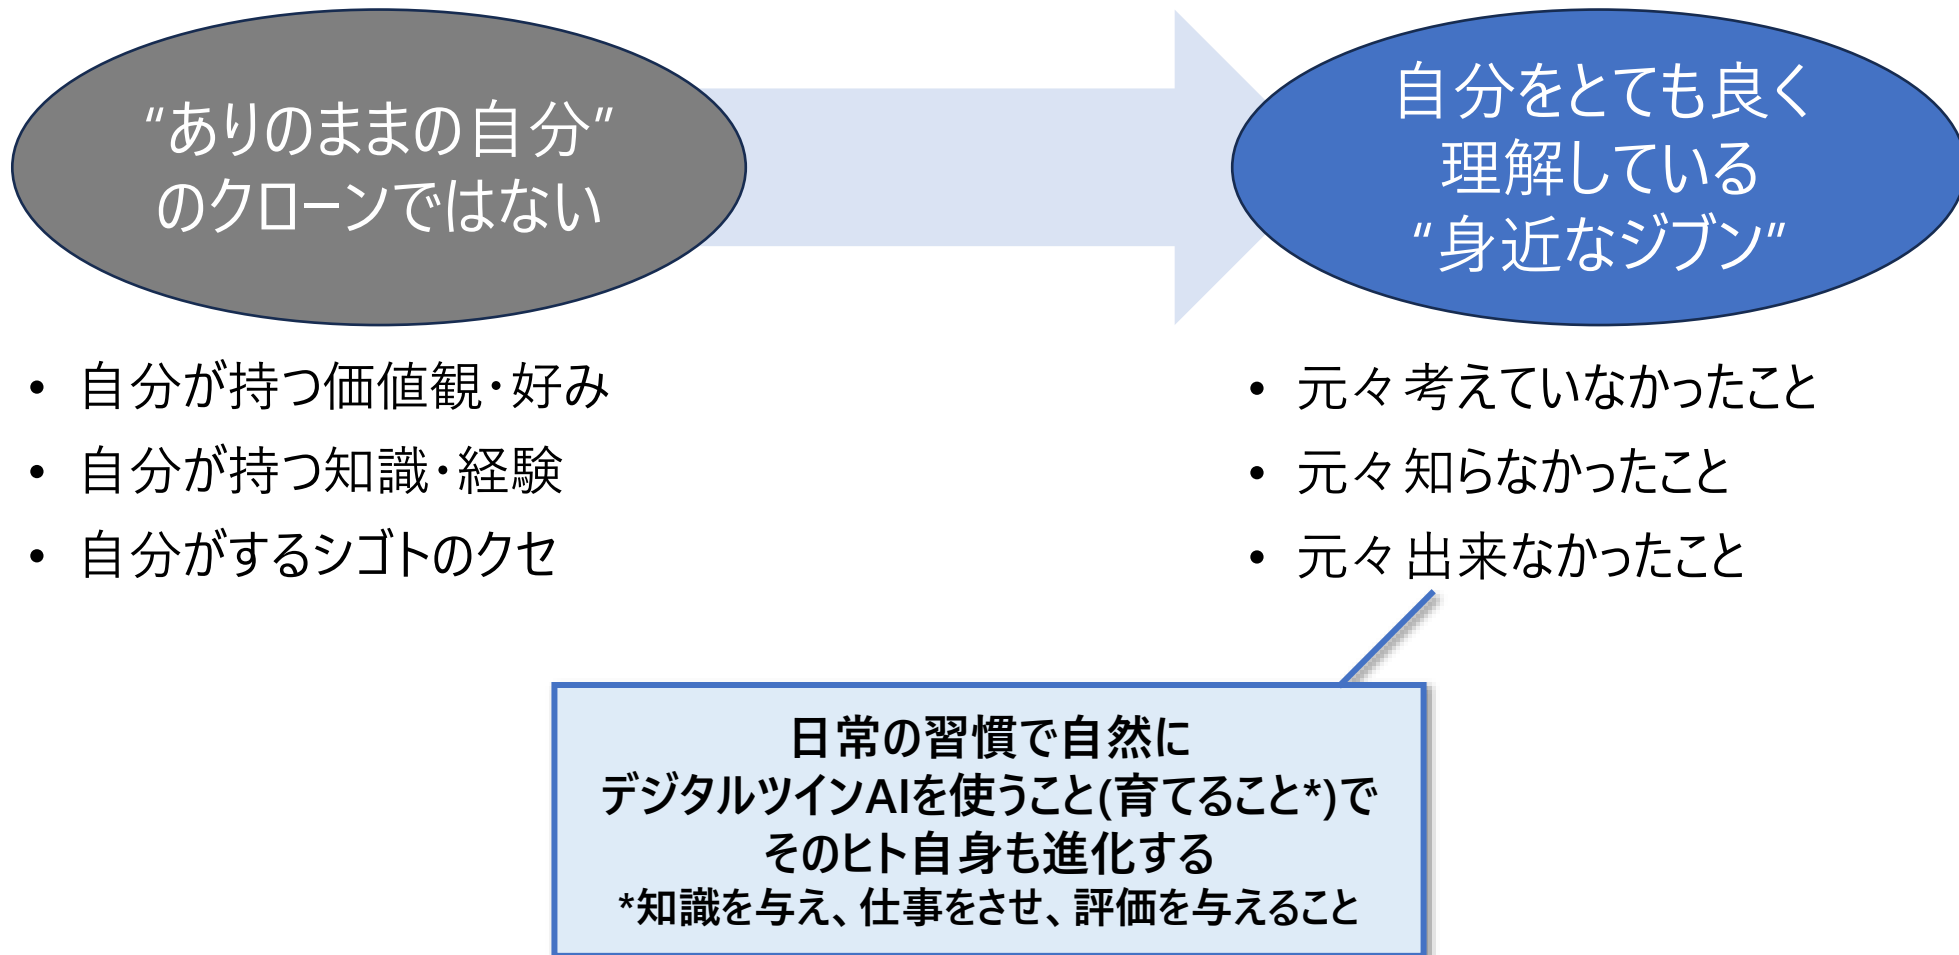 “ありのままの自分”
のクローンではない
自分をとても良く
理解している
“身近なジブン”
• 自分が持つ価値観・好み
• 自分が持つ知識・経験
• 自分がするシゴトのクセ
• 元々考えていなかったこと
• 元々知らなかったこと
• 元々出来なかったこと
日常の習慣で自然に
デジタルツインAIを使うこと(育てること*)で
そのヒト自身も進化する
*知識を与え、仕事をさせ、評価を与えること